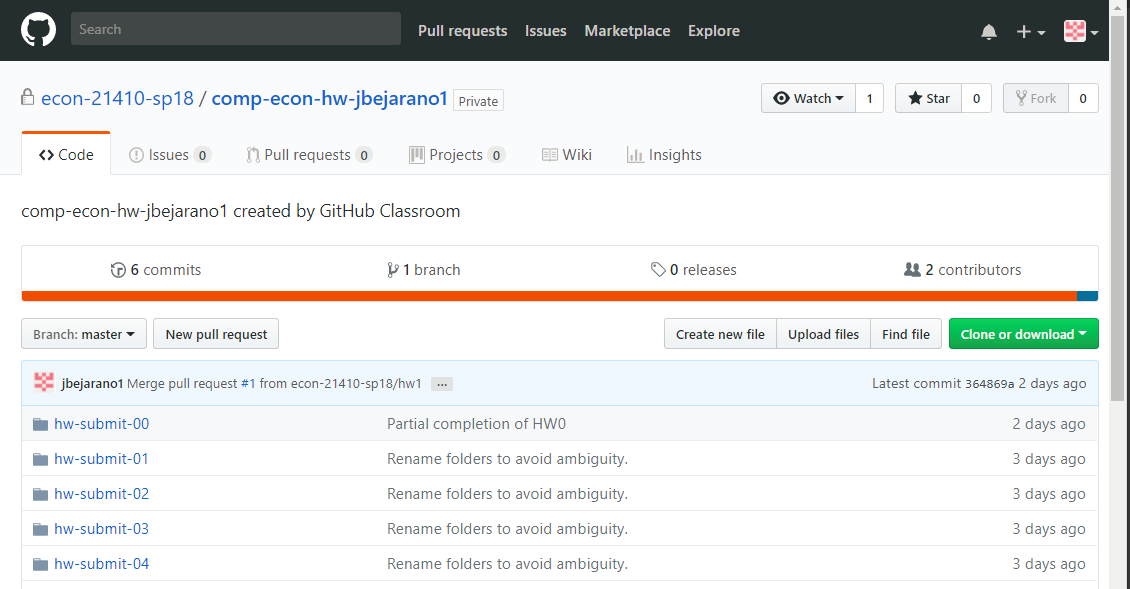 Search Pull requests Issues Marketplace Explore
econ-21410-sp18 / comp-econ-hw-jbejarano1 Private Watch 1 Star 0 Fork 0
Code Issues 0 Pull requests 0 Projects 0 Wiki Insights
comp-econ-hw-jbejarano1 created by GitHub Classroom
6 commits 1 branch 0 releases 2 contributors
Branch: master New pull request Create new file Upload files Find file Clone or download
jbejarano1 Merge pull request #1 from econ-21410-sp18/hw1 ... Latest commit 364869a 2 days ago
hw-submit-00 Partial completion of HW0 2 days ago
hw-submit-01 Rename folders to avoid ambiguity. 3 days ago
hw-submit-02 Rename folders to avoid ambiguity. 3 days ago
hw-submit-03 Rename folders to avoid ambiguity. 3 days ago
hw-submit-04 Rename folders to avoid ambiguity. 3 days ago